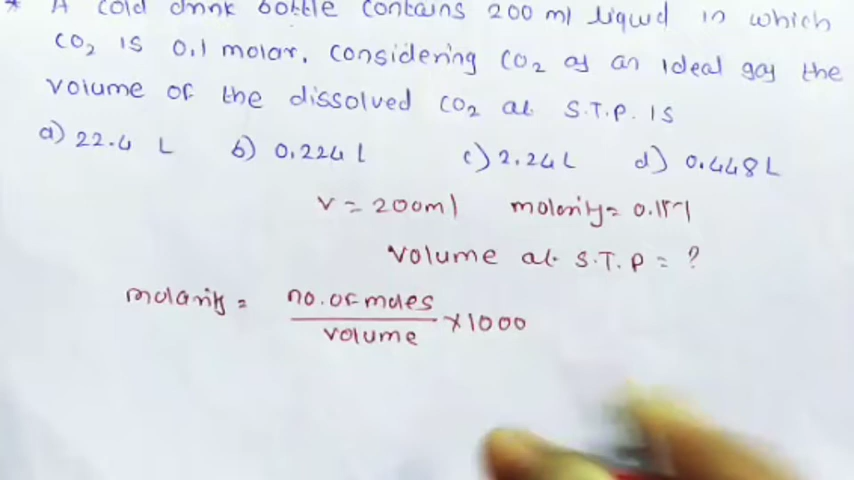 * A cold drink bottle contains 200 ml liquid in which
CO2 is 0.1 molar. considering CO2 as an ideal gas the
volume of the dissolved CO2 at S.T.P. is
a) 22.4 L b) 0.224 L c) 2.24 L d) 0.448 L
V = 200 ml molarity = 0.1M
volume at S.T.P = ?
molarity = no. of moles / volume × 1000